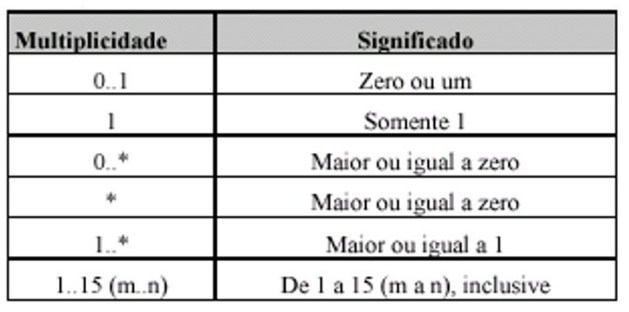 Multiplicidade Significado
0..1 Zero ou um
1 Somente 1
0..* Maior ou igual a zero
* Maior ou igual a zero
1..* Maior ou igual a 1
1..15 (m..n) De 1 a 15 (m a n), inclusive